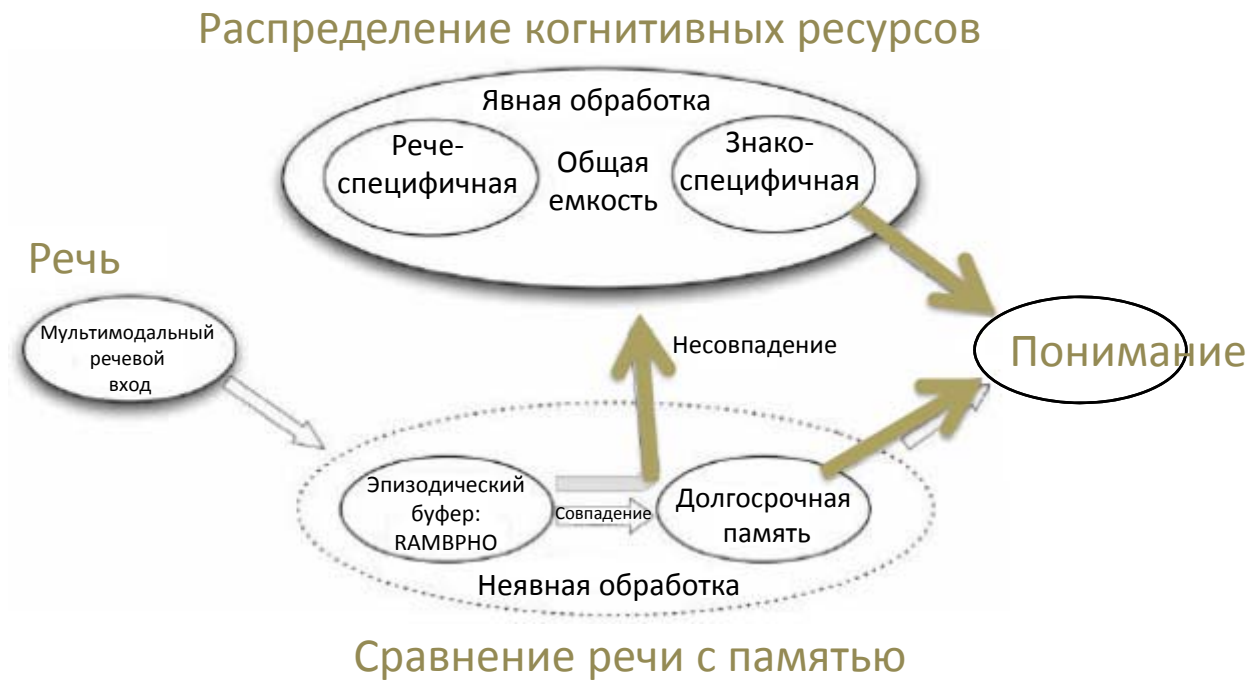 Распределение когнитивных ресурсов
Явная обработка
Рече-
специфичная
Общая
емкость
Знако-
специфичная
Речь
Мультимодальный
речевой
вход
Несовпадение
Понимание
Эпизодический
буфер:
RAMBPHO
Совпадение
Долгосрочная
память
Неявная обработка
Сравнение речи с памятью